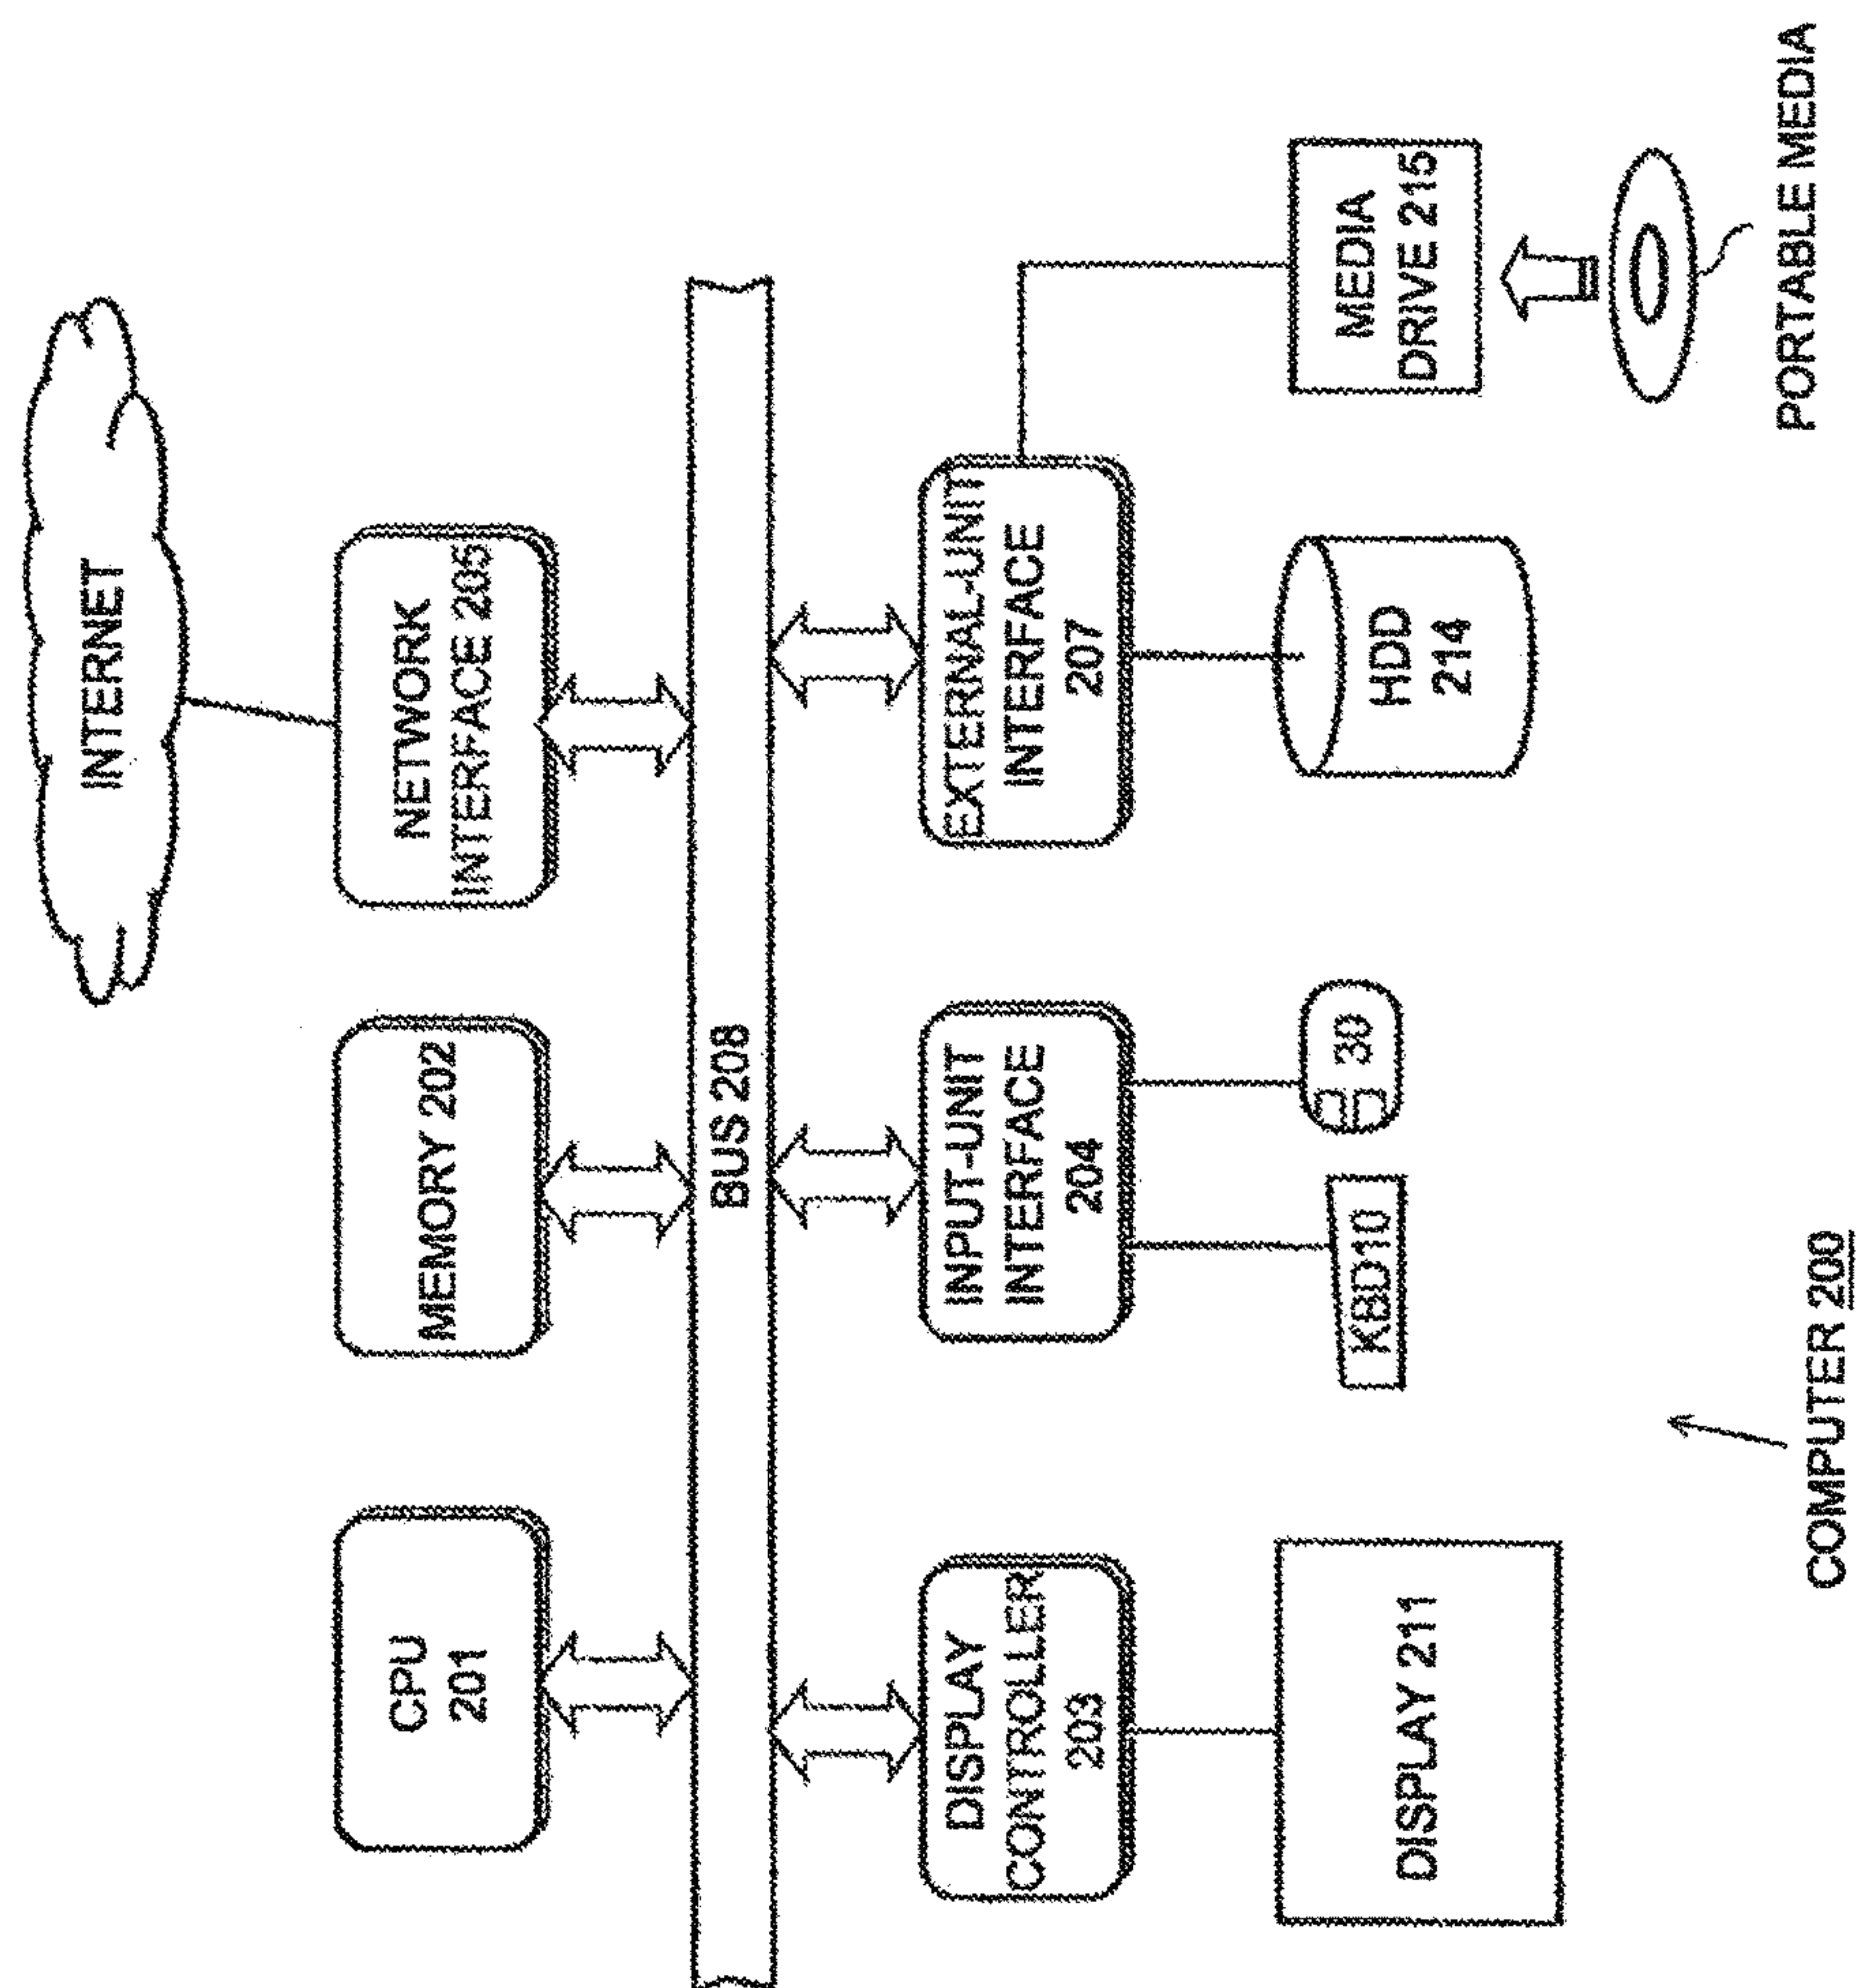 INTERNET
CPU
201
MEMORY 202
NETWORK
INTERFACE 205
BUS 208
DISPLAY
CONTROLLER
203
INPUT-UNIT
INTERFACE
204
EXTERNAL-UNIT
INTERFACE
207
DISPLAY 211
KBD10
30
HDD
214
MEDIA
DRIVE 215
PORTABLE MEDIA
COMPUTER 200